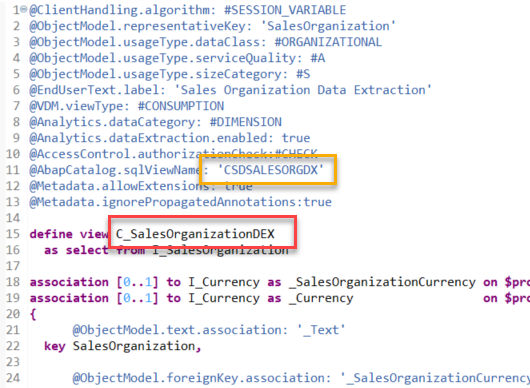 1 @ClientHandling.algorithm: #SESSION_VARIABLE
2 @ObjectModel.representativeKey: 'SalesOrganization'
3 @ObjectModel.usageType.dataClass: #ORGANIZATIONAL
4 @ObjectModel.usageType.serviceQuality: #A
5 @ObjectModel.usageType.sizeCategory: #S
6 @EndUserText.label: 'Sales Organization Data Extraction'
7 @VDM.viewType: #CONSUMPTION
8 @Analytics.dataCategory: #DIMENSION
9 @Analytics.dataExtraction.enabled: true
10 @AccessControl.authorizationCheck:#CHECK
11 @AbapCatalog.sqlViewName: 'CSDSALESORGDX'
12 @Metadata.allowExtensions: true
13 @Metadata.ignorePropagatedAnnotations:true
14
15 define view C_SalesOrganizationDEX
16 as select from I_SalesOrganization
17
18 association [0..1] to I_Currency as _SalesOrganizationCurrency on $pro
19 association [0..1] to I_Currency as _Currency on $pro
20 {
21 @ObjectModel.text.association: '_Text'
22 key SalesOrganization,
23
24 @ObjectModel.foreignKey.association: '_SalesOrganizationCurrency